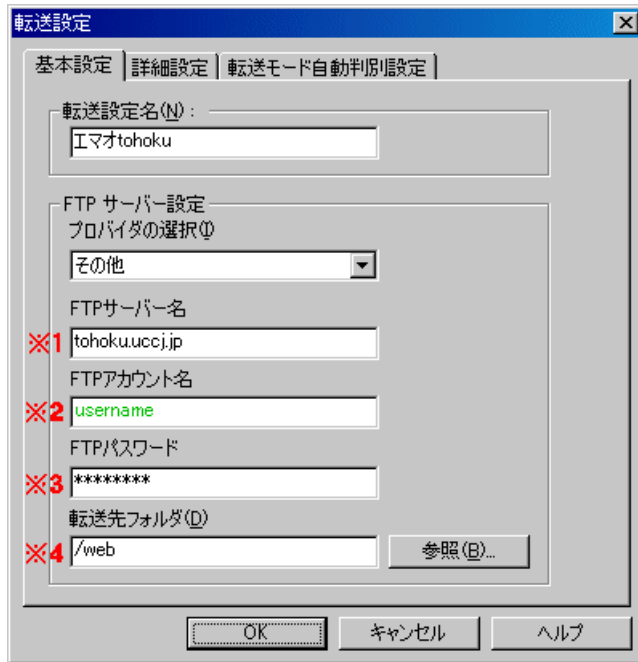 転送設定
基本設定 詳細設定 転送モード自動判別設定
転送設定名(N):
エマオtohoku
FTP サーバー設定
プロバイダの選択(I)
その他
FTPサーバー名
※1 tohoku.uccj.jp
FTPアカウント名
※2 username
FTPパスワード
※3 ********
転送先フォルダ(D)
※4 /web 参照(B)...
OK キャンセル ヘルプ